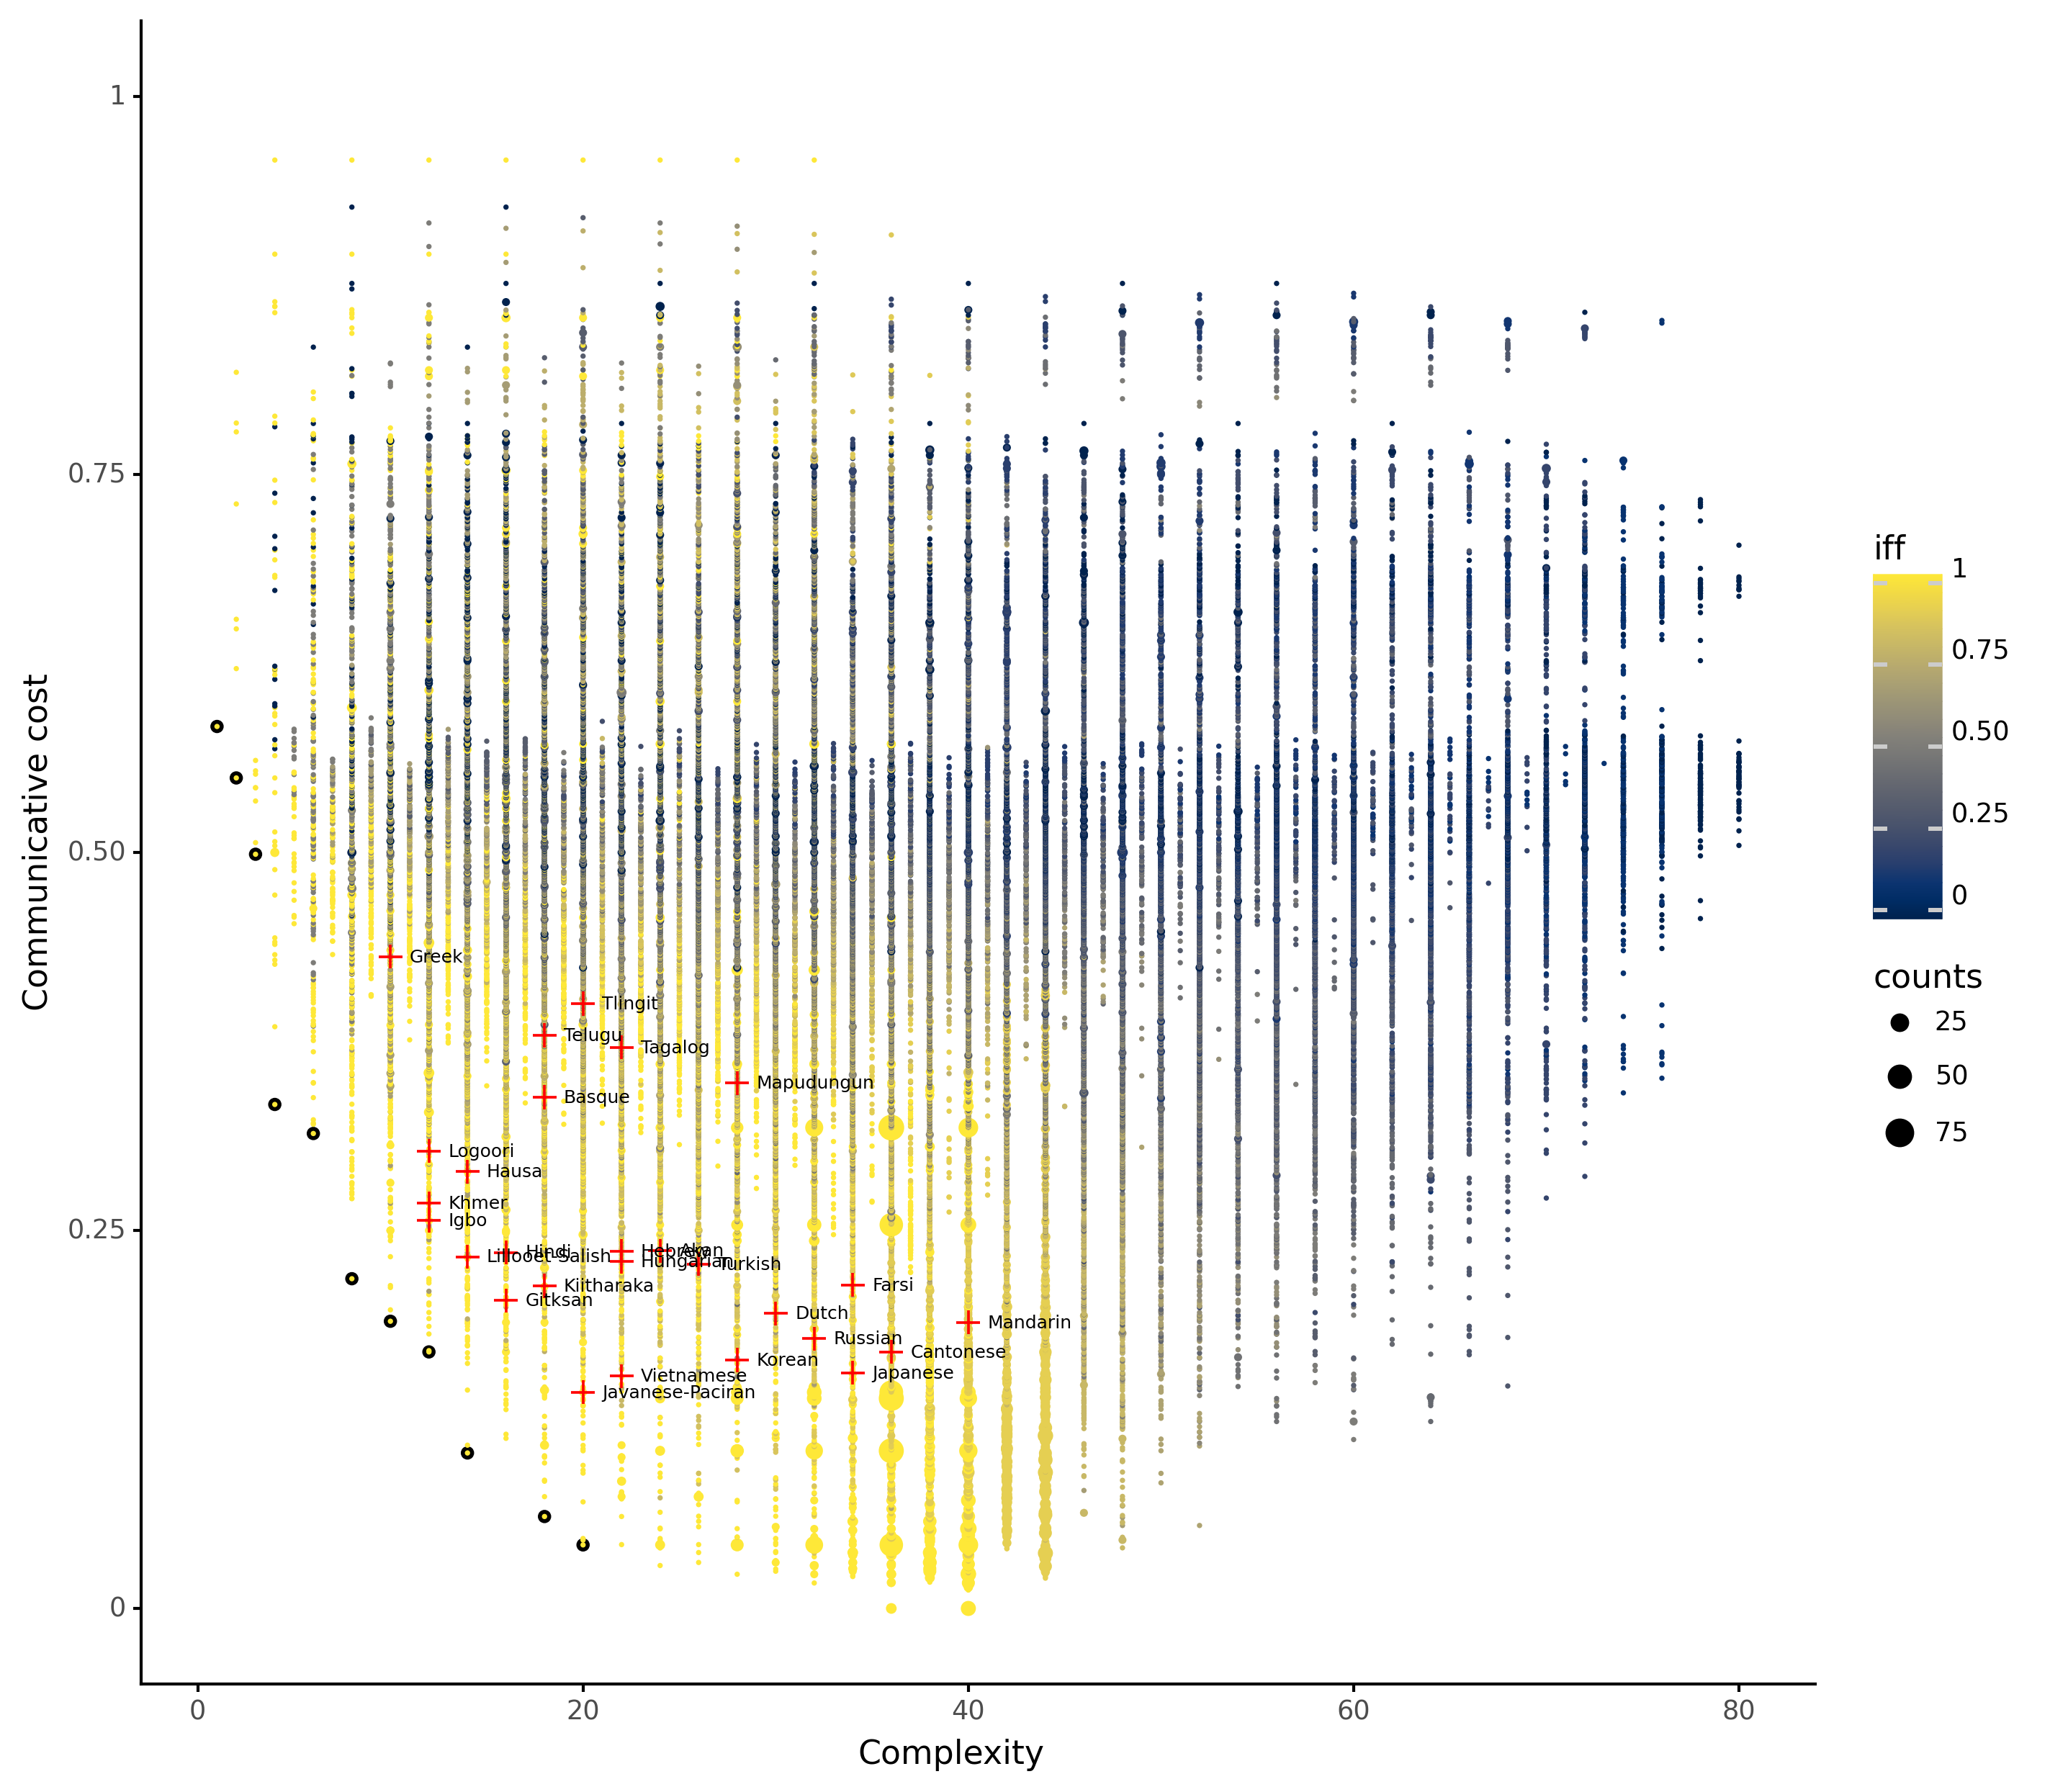 1
0.75
0.50
0.25
0
Communicative cost
0
20
40
60
80
Complexity
Greek
Tlingit
Telugu
Tagalog
Mapudungun
Basque
Logoori
Hausa
Khmer
Igbo
Hebrew
Akan
Hindi
Lillooet-Salish
Hungarian
Turkish
Kiitharaka
Farsi
Gitksan
Dutch
Mandarin
Russian
Cantonese
Korean
Japanese
Vietnamese
Javanese-Paciran
iff
1
0.75
0.50
0.25
0
counts
25
50
75